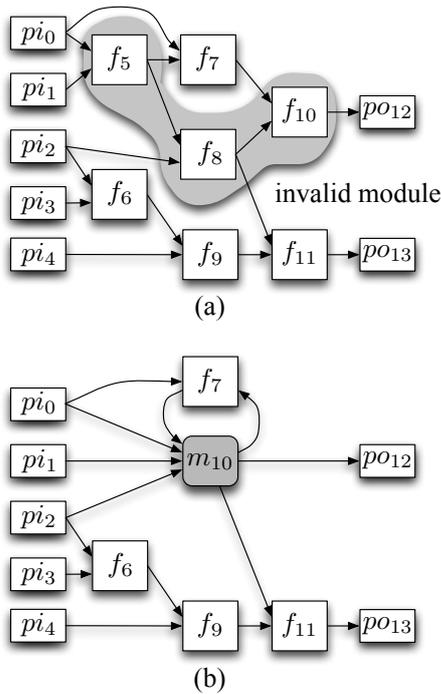 pi₀
f₅
f₇
pi₁
f₁₀
po₁₂
pi₂
f₈
pi₃
f₆
invalid module
pi₄
f₉
f₁₁
po₁₃
(a)
f₇
pi₀
pi₁
m₁₀
po₁₂
pi₂
pi₃
f₆
pi₄
f₉
f₁₁
po₁₃
(b)